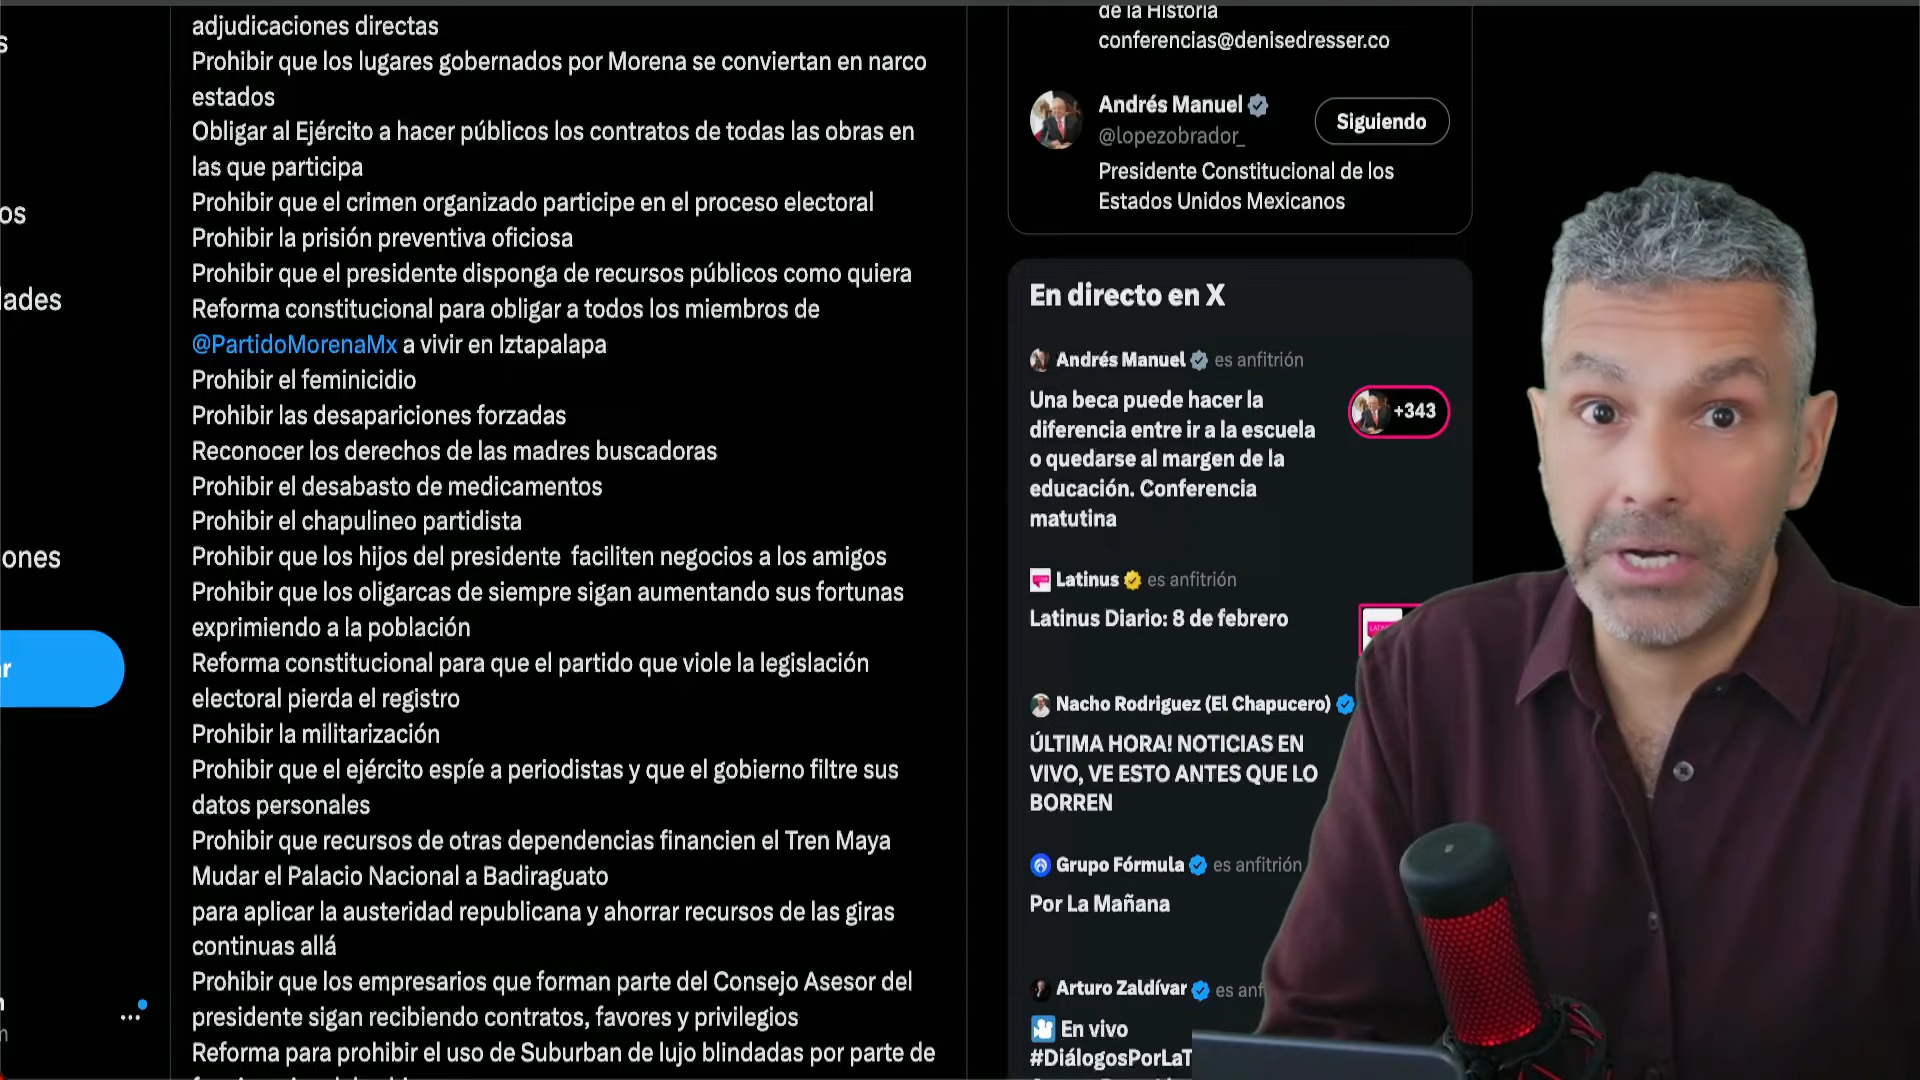 s
os
lades
ones
r
adjudicaciones directas
Prohibir que los lugares gobernados por Morena se conviertan en narco
estados
Obligar al Ejército a hacer públicos los contratos de todas las obras en
las que participa
Prohibir que el crimen organizado participe en el proceso electoral
Prohibir la prisión preventiva oficiosa
Prohibir que el presidente disponga de recursos públicos como quiera
Reforma constitucional para obligar a todos los miembros de
@PartidoMorenaMx a vivir en Iztapalapa
Prohibir el feminicidio
Prohibir las desapariciones forzadas
Reconocer los derechos de las madres buscadoras
Prohibir el desabasto de medicamentos
Prohibir el chapulineo partidista
Prohibir que los hijos del presidente faciliten negocios a los amigos
Prohibir que los oligarcas de siempre sigan aumentando sus fortunas
exprimiendo a la población
Reforma constitucional para que el partido que viole la legislación
electoral pierda el registro
Prohibir la militarización
Prohibir que el ejército espíe a periodistas y que el gobierno filtre sus
datos personales
Prohibir que recursos de otras dependencias financien el Tren Maya
Mudar el Palacio Nacional a Badiraguato
para aplicar la austeridad republicana y ahorrar recursos de las giras
continuas allá
Prohibir que los empresarios que forman parte del Consejo Asesor del
presidente sigan recibiendo contratos, favores y privilegios
Reforma para prohibir el uso de Suburban de lujo blindadas por parte de
de la Historia
conferencias@denisedresser.co
Andrés Manuel
@lopezobrador_
Siguiendo
Presidente Constitucional de los
Estados Unidos Mexicanos
En directo en X
Andrés Manuel es anfitrión
Una beca puede hacer la
diferencia entre ir a la escuela
o quedarse al margen de la
educación. Conferencia
matutina
+343
Latinus es anfitrión
Latinus Diario: 8 de febrero
Nacho Rodriguez (El Chapucero)
ÚLTIMA HORA! NOTICIAS EN
VIVO, VE ESTO ANTES QUE LO
BORREN
Grupo Fórmula es anfitrión
Por La Mañana
Arturo Zaldívar es anf
En vivo
#DiálogosPorLaT